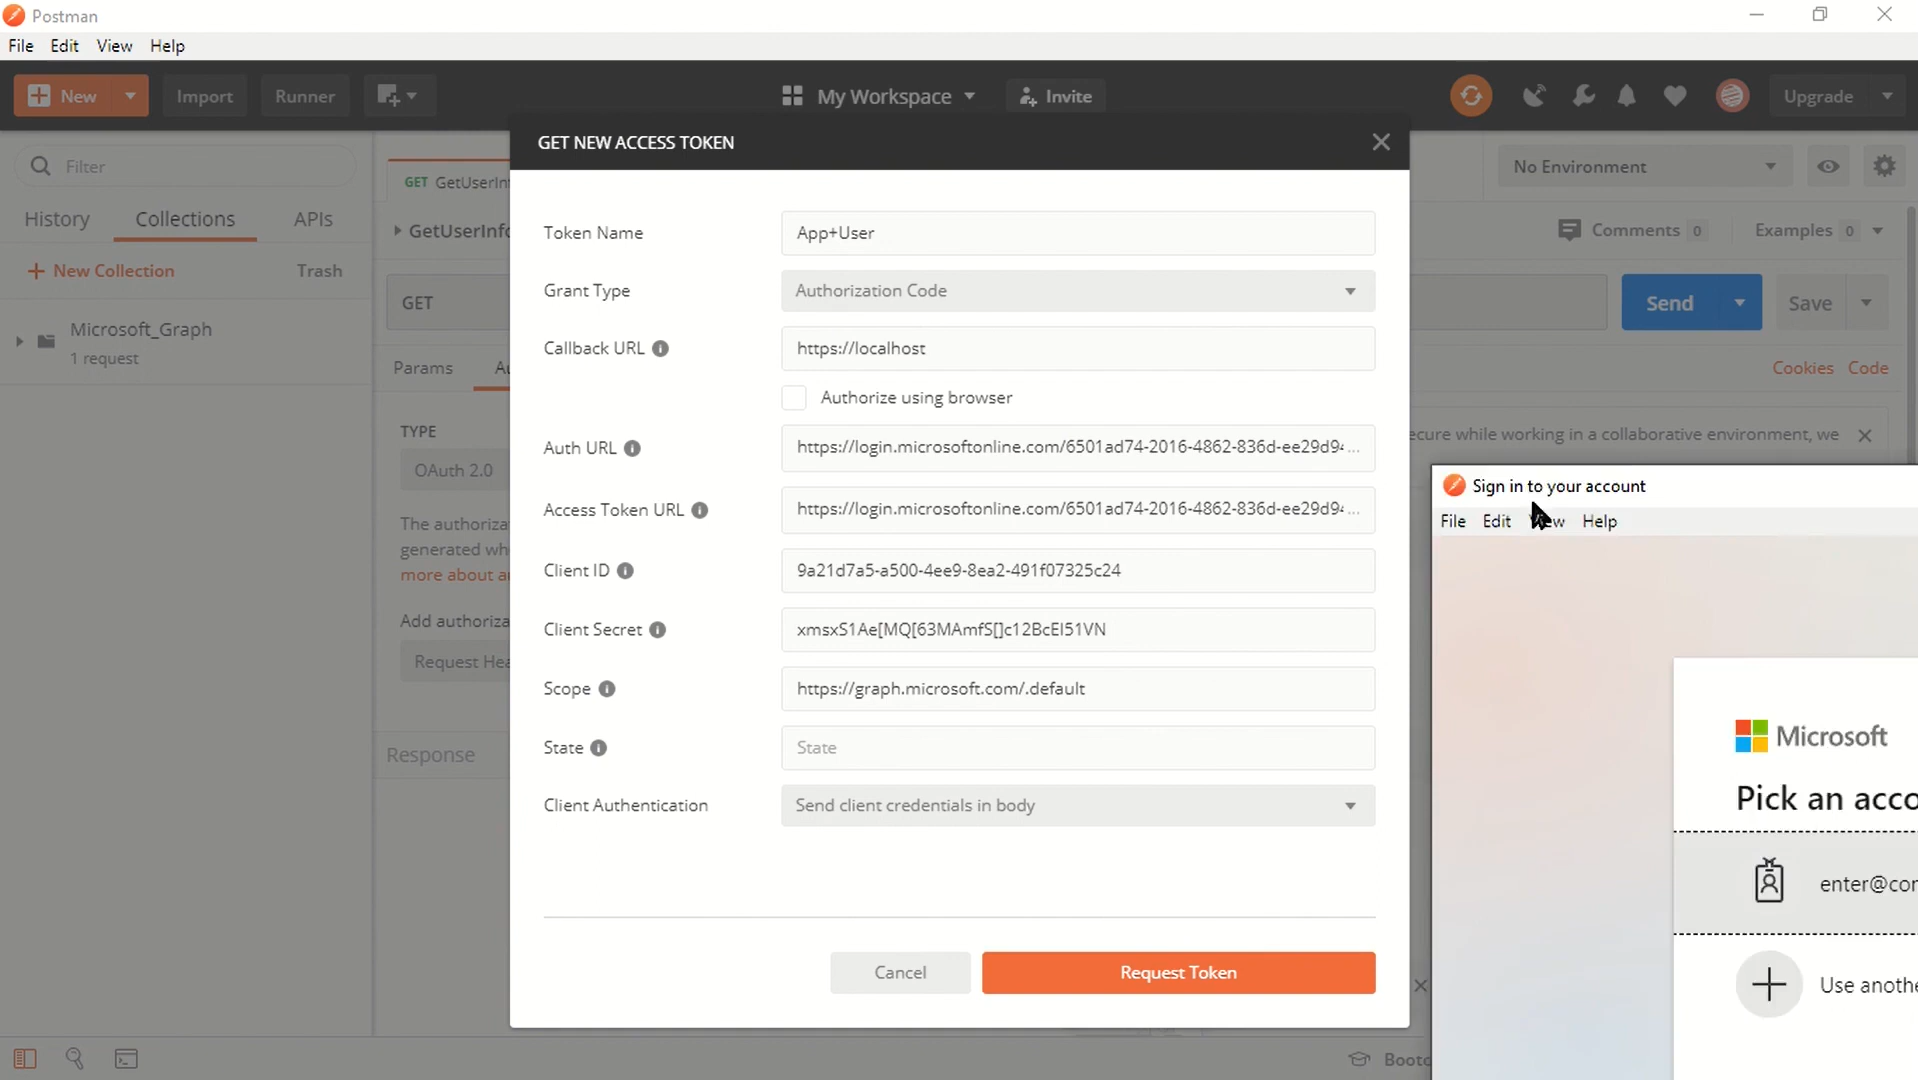 Postman
File Edit View Help
New Import Runner My Workspace Invite Upgrade
Filter
History Collections APIs
New Collection Trash
Microsoft_Graph
1 request
GET GetUserInf
GetUserInfo
GET
Params Au
TYPE
OAuth 2.0
The authoriza
generated wh
more about a
Add authoriza
Request Hea
Response
GET NEW ACCESS TOKEN
Token Name App+User
Grant Type Authorization Code
Callback URL https://localhost
Authorize using browser
Auth URL https://login.microsoftonline.com/6501ad74-2016-4862-836d-ee29d9‹ ...
Access Token URL https://login.microsoftonline.com/6501ad74-2016-4862-836d-ee29d9‹ ...
Client ID 9a21d7a5-a500-4ee9-8ea2-491f07325c24
Client Secret xmsxS1Ae[MQ[63MAmfS[]c12BcEI51VN
Scope https://graph.microsoft.com/.default
State State
Client Authentication Send client credentials in body
Cancel Request Token
No Environment
Comments 0 Examples 0
Send Save
Cookies Code
ecure while working in a collaborative environment, we
Sign in to your account
File Edit View Help
Microsoft
Pick an acco
enter@cor
Use anothe
Bootc